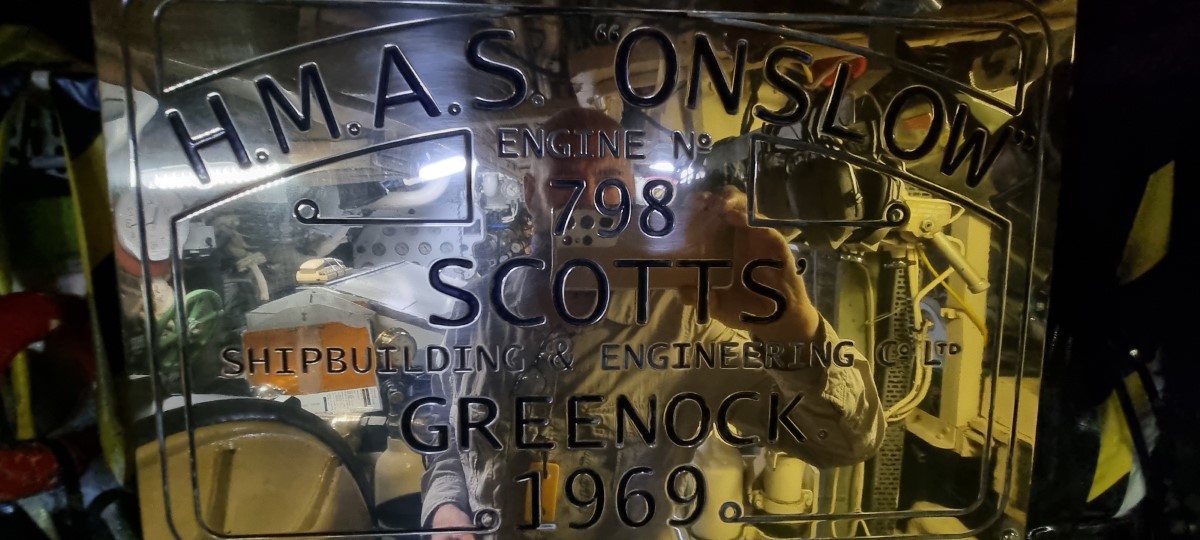 H.M.A.S. "ONSLOW"
ENGINE Nº
798
SCOTTS'
SHIPBUILDING & ENGINEERING Cº LTD
GREENOCK.
1969